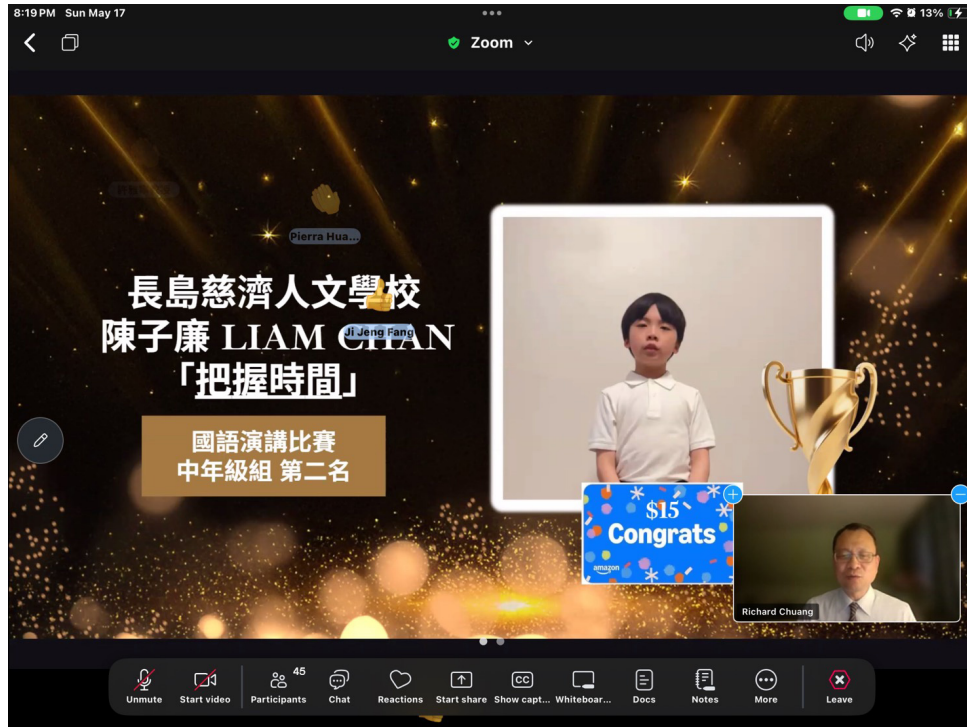 8:19 PM Sun May 17
13%
Zoom
Pierra Hua...
長島慈濟人文學校
Ji Jeng Fang
陳子廉 LIAM CHAN
「把握時間」
國語演講比賽
中年級組 第二名
$15
Congrats
amazon
Richard Chuang
Unmute
Start video
45
Participants
Chat
Reactions
Start share
CC
Show capt...
Whiteboar...
Docs
Notes
More
Leave